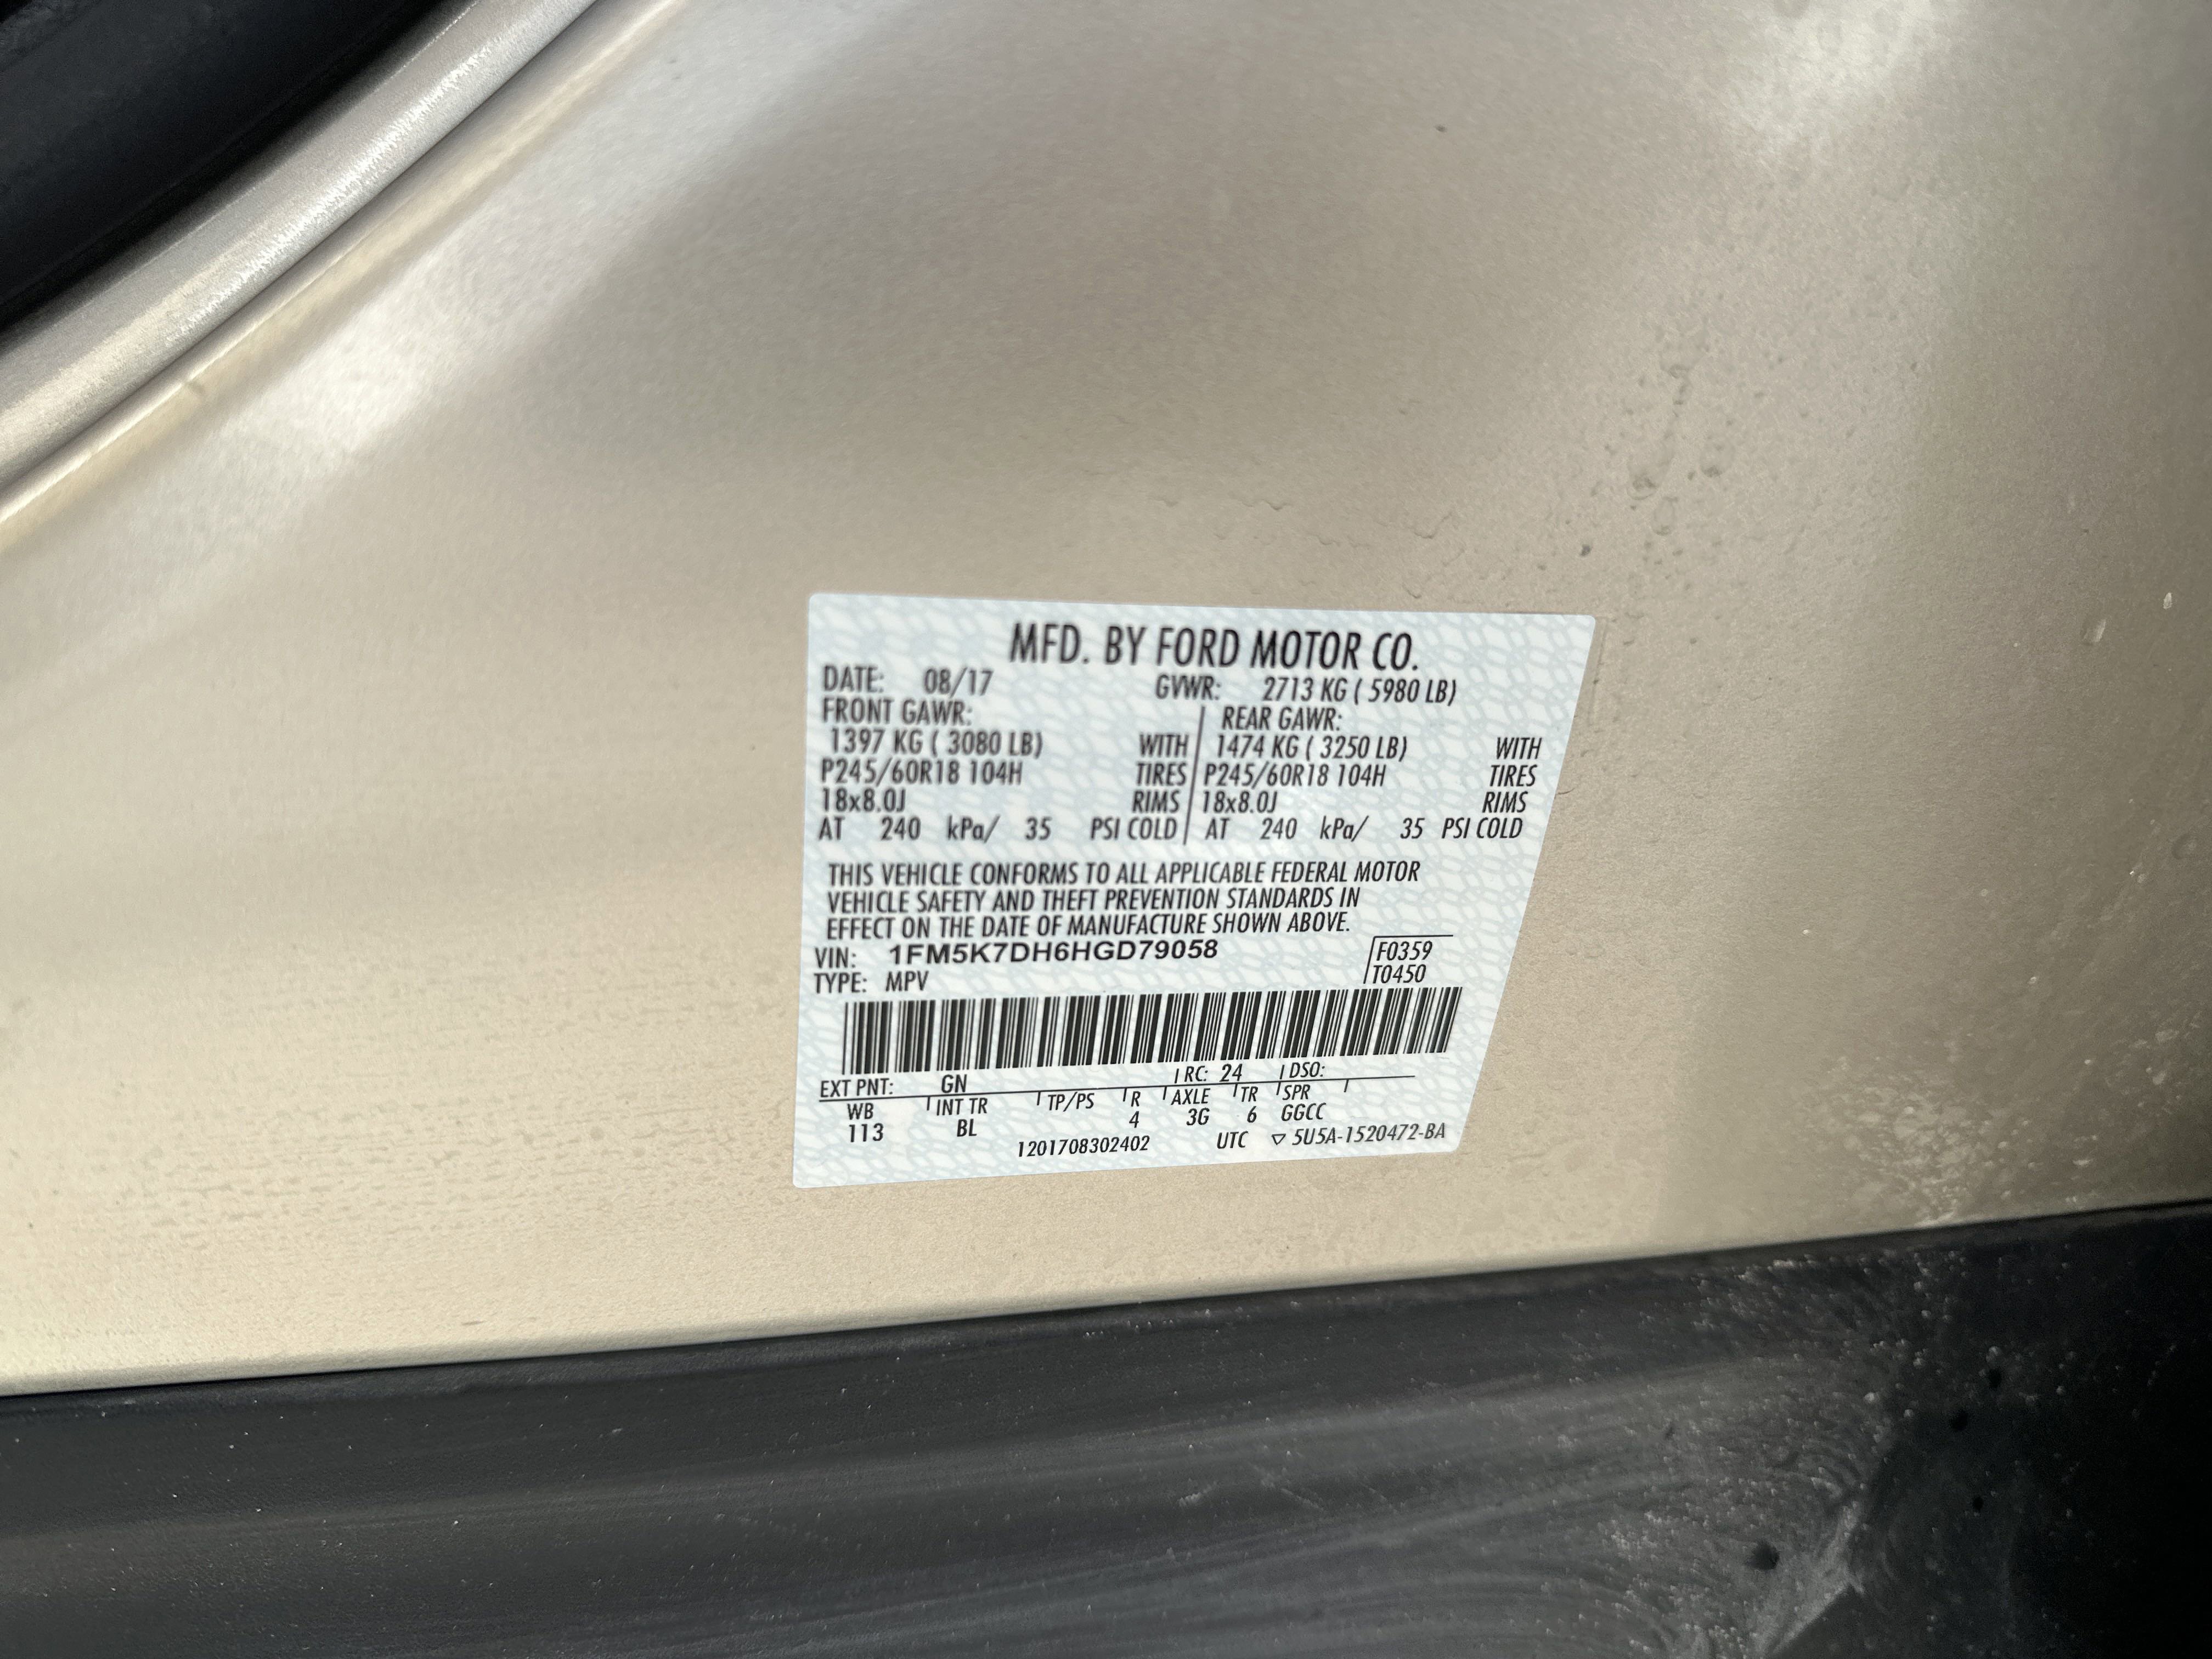 MFD. BY FORD MOTOR CO.
DATE: 08/17 GVWR: 2713 KG ( 5980 LB)
FRONT GAWR: REAR GAWR:
1397 KG ( 3080 LB) WITH 1474 KG ( 3250 LB) WITH
P245/60R18 104H TIRES P245/60R18 104H TIRES
18x8.0J RIMS 18x8.0J RIMS
AT 240 kPa/ 35 PSI COLD AT 240 kPa/ 35 PSI COLD
THIS VEHICLE CONFORMS TO ALL APPLICABLE FEDERAL MOTOR
VEHICLE SAFETY AND THEFT PREVENTION STANDARDS IN
EFFECT ON THE DATE OF MANUFACTURE SHOWN ABOVE.
VIN: 1FM5K7DH6HGD79058 F0359
TYPE: MPV T0450
EXT PNT: GN RC: 24 DSO:
WB INT TR TP/PS R AXLE TR SPR
113 BL 4 3G 6 GGCC
1201708302402 UTC ▽ 5U5A-1520472-BA